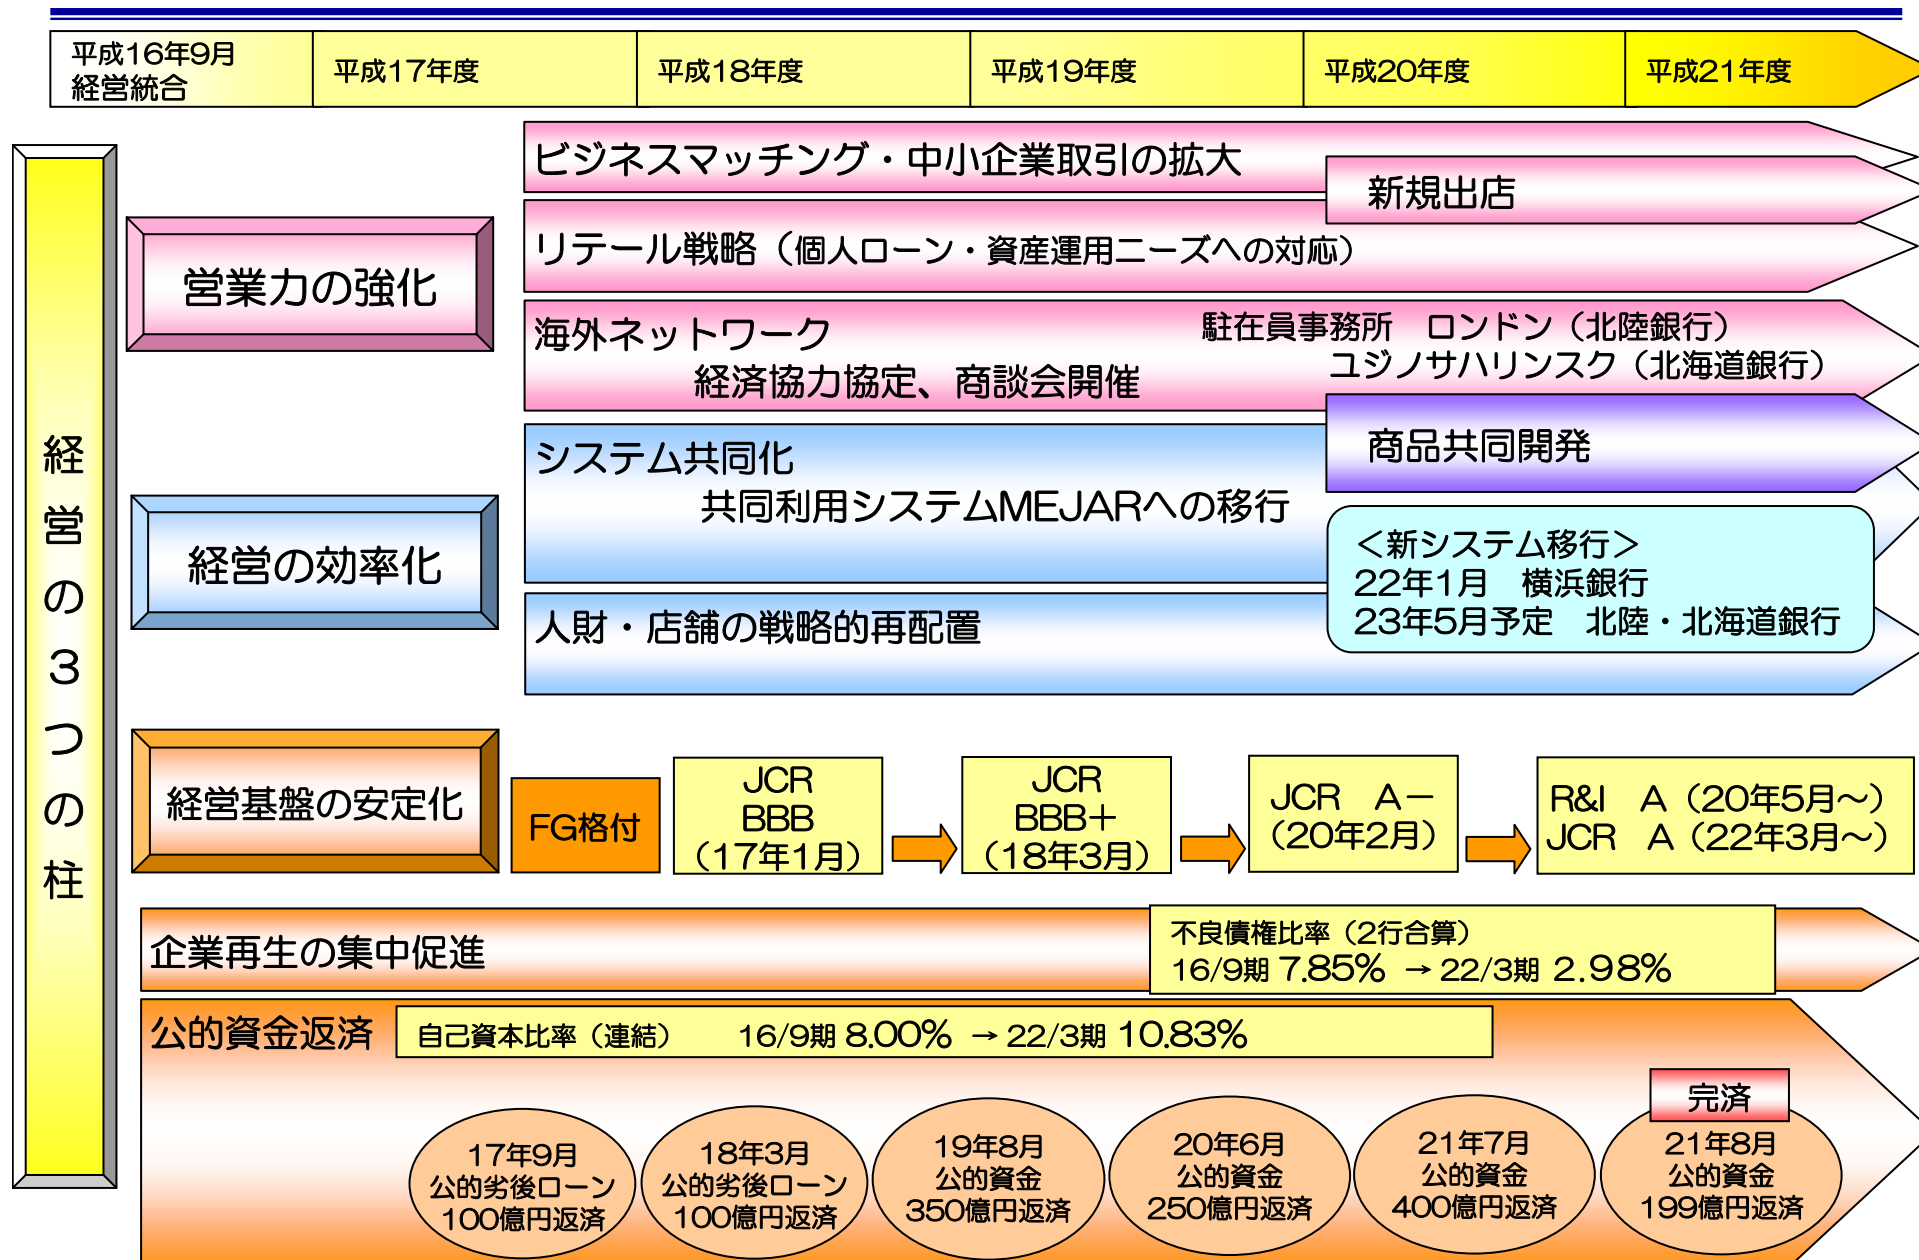 平成16年9月
経営統合
平成17年度
平成18年度
平成19年度
平成20年度
平成21年度
経営の3つの柱
営業力の強化
ビジネスマッチング・中小企業取引の拡大
新規出店
リテール戦略（個人ローン・資産運用ニーズへの対応）
海外ネットワーク
経済協力協定、商談会開催
駐在員事務所　ロンドン（北陸銀行）
ユジノサハリンスク（北海道銀行）
経営の効率化
システム共同化
共同利用システムMEJARへの移行
商品共同開発
＜新システム移行＞
22年1月　横浜銀行
23年5月予定　北陸・北海道銀行
人財・店舗の戦略的再配置
経営基盤の安定化
FG格付
JCR
BBB
（17年1月）
JCR
BBB＋
（18年3月）
JCR　A－
（20年2月）
R&I　A（20年5月～）
JCR　A（22年3月～）
企業再生の集中促進
不良債権比率（2行合算）
16/9期 7.85% → 22/3期 2.98%
公的資金返済
自己資本比率（連結）　16/9期 8.00% → 22/3期 10.83%
17年9月
公的劣後ローン
100億円返済
18年3月
公的劣後ローン
100億円返済
19年8月
公的資金
350億円返済
20年6月
公的資金
250億円返済
21年7月
公的資金
400億円返済
完済
21年8月
公的資金
199億円返済